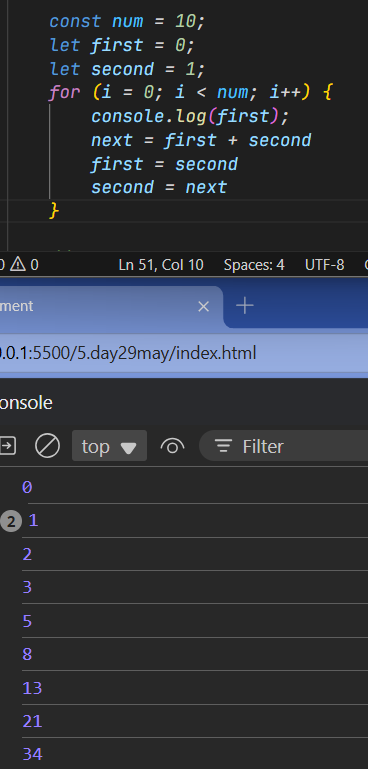 const num = 10;
let first = 0;
let second = 1;
for (i = 0; i < num; i++) {
console.log(first);
next = first + second
first = second
second = next
}
0 0 Ln 51, Col 10 Spaces: 4 UTF-8
ment
0.0.1:5500/5.day29may/index.html
onsole
top Filter
0
2 1
2
3
5
8
13
21
34